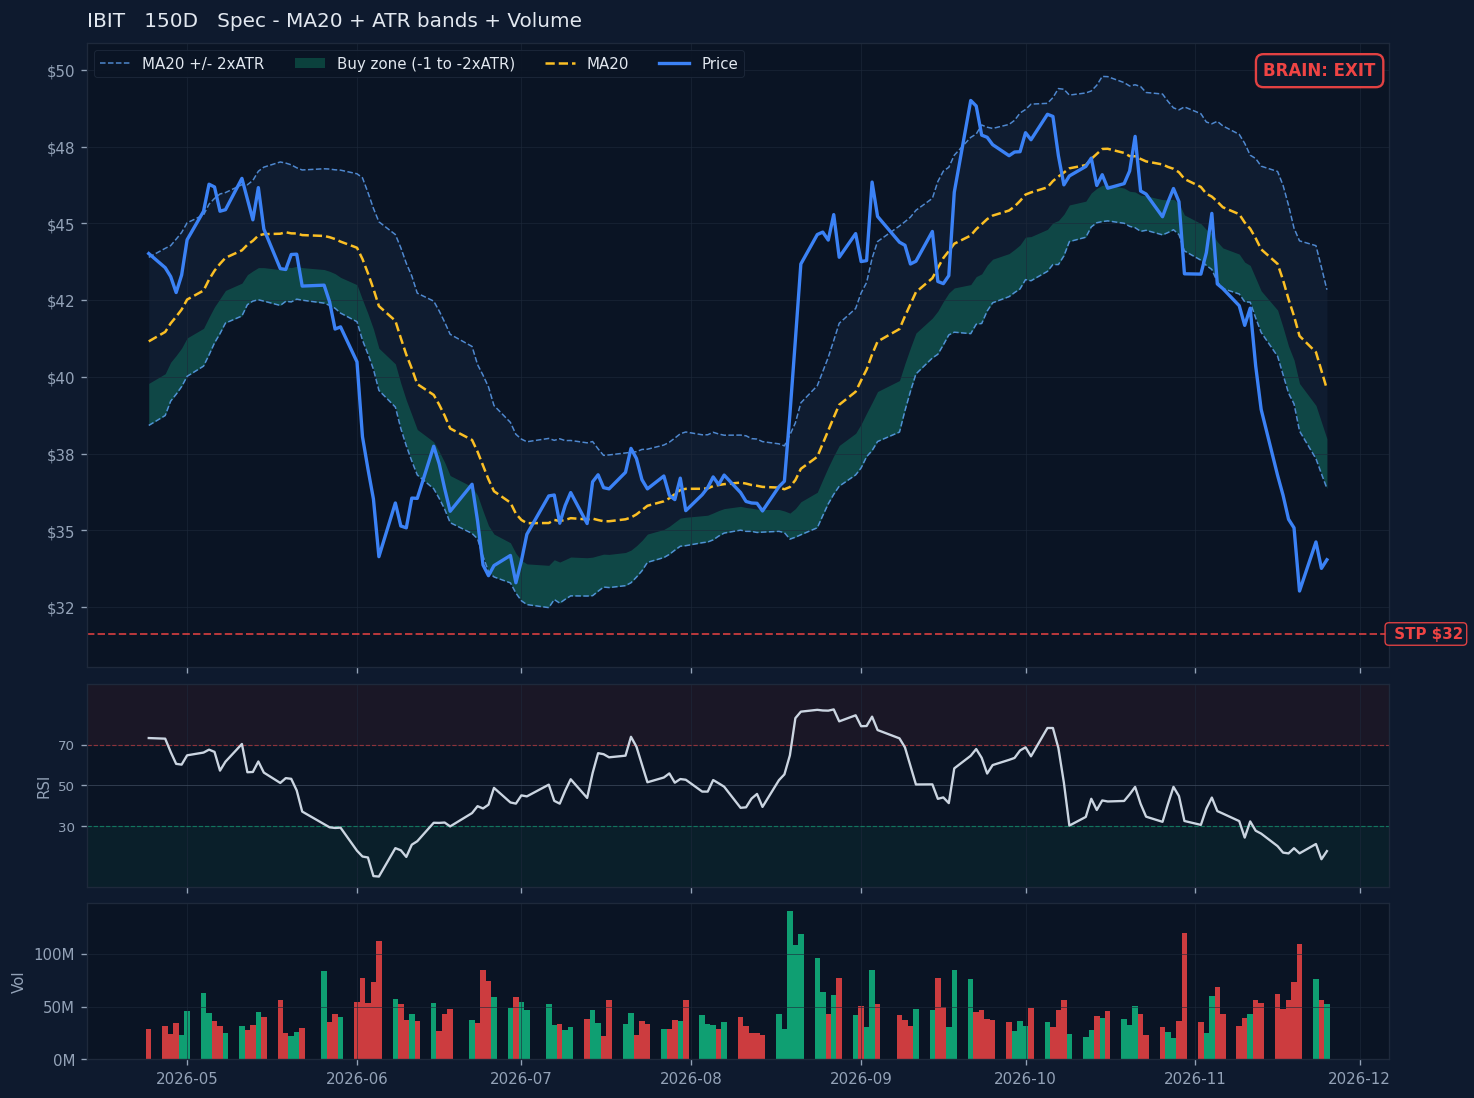 IBIT   150D   Spec - MA20 + ATR bands + Volume
MA20 +/- 2xATR
Buy zone (-1 to -2xATR)
MA20
Price
BRAIN: EXIT
$50
$48
$45
$42
$40
$38
$35
$32
STP $32
RSI
70
50
30
Vol
100M
50M
0M
2026-05
2026-06
2026-07
2026-08
2026-09
2026-10
2026-11
2026-12